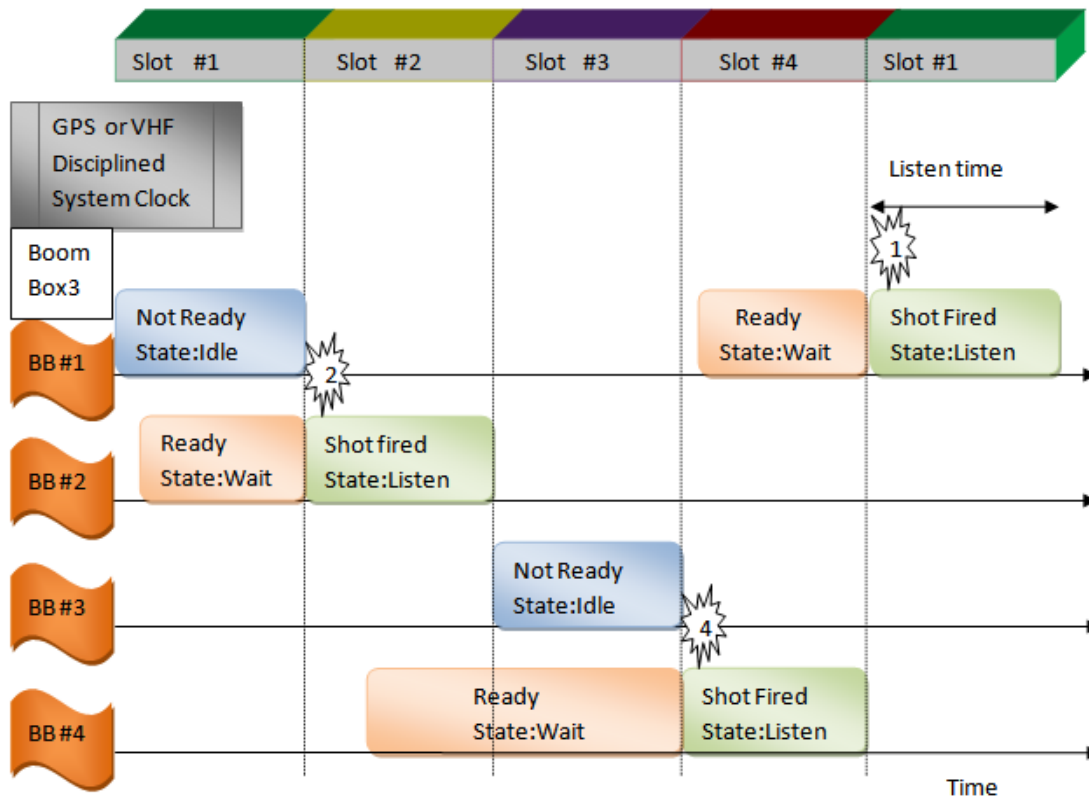 Slot #1
Slot #2
Slot #3
Slot #4
Slot #1
GPS or VHF
Disciplined
System Clock
Listen time
Boom
Box3
1
BB#1
Not Ready
State:Idle
Ready
State:Wait
Shot Fired
State:Listen
2
BB#2
Ready
State:Wait
Shot fired
State:Listen
BB#3
Not Ready
State:Idle
4
BB#4
Ready
State:Wait
Shot Fired
State:Listen
Time